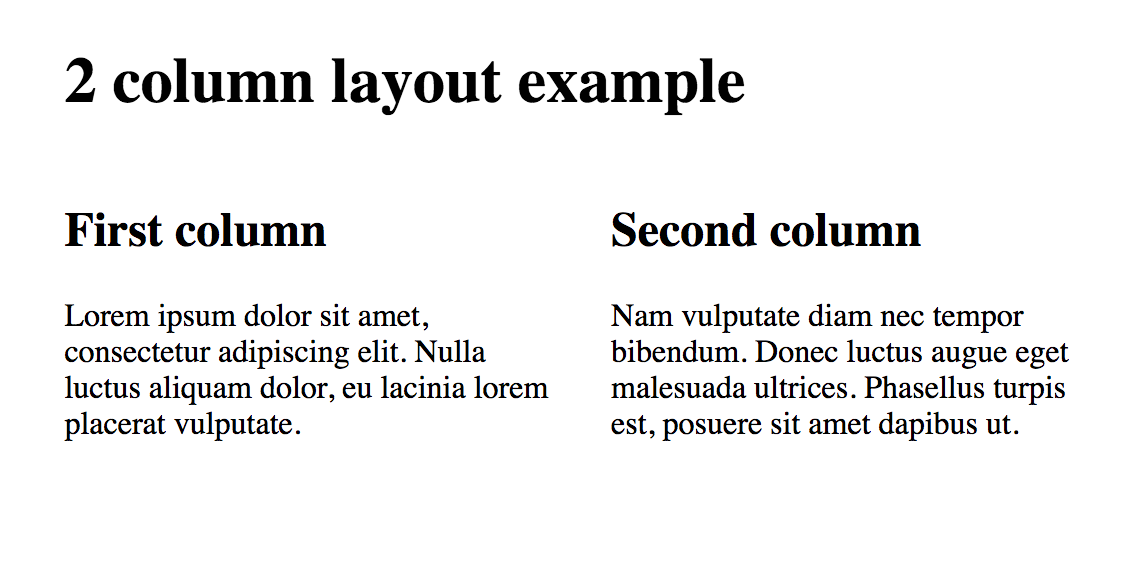 2 column layout example
First column
Lorem ipsum dolor sit amet,
consectetur adipiscing elit. Nulla
luctus aliquam dolor, eu lacinia lorem
placerat vulputate.
Second column
Nam vulputate diam nec tempor
bibendum. Donec luctus augue eget
malesuada ultrices. Phasellus turpis
est, posuere sit amet dapibus ut.